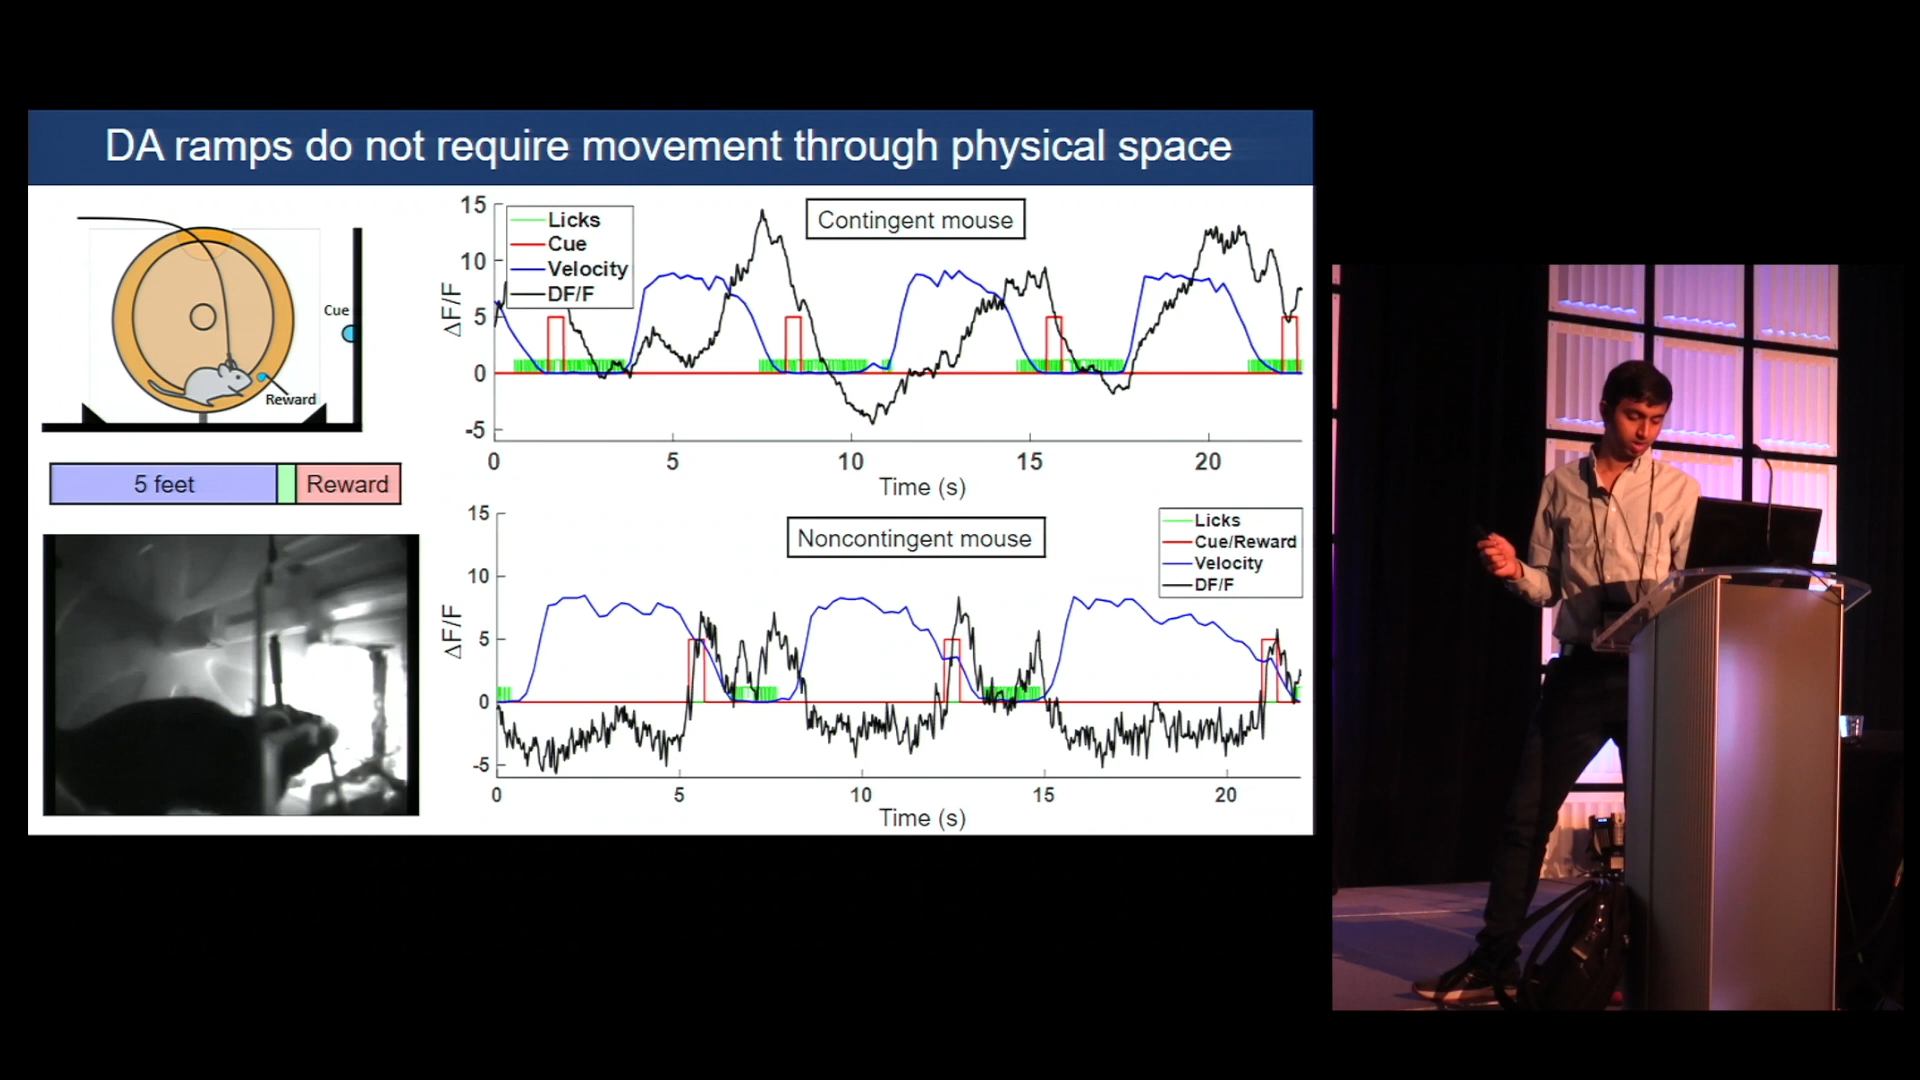 DA ramps do not require movement through physical space
Cue
Reward
5 feet
Reward
15
10
5
0
-5
ΔF/F
Licks
Cue
Velocity
DF/F
Contingent mouse
0
5
10
15
20
Time (s)
15
10
5
0
-5
ΔF/F
Noncontingent mouse
Licks
Cue/Reward
Velocity
DF/F
0
5
10
15
20
Time (s)